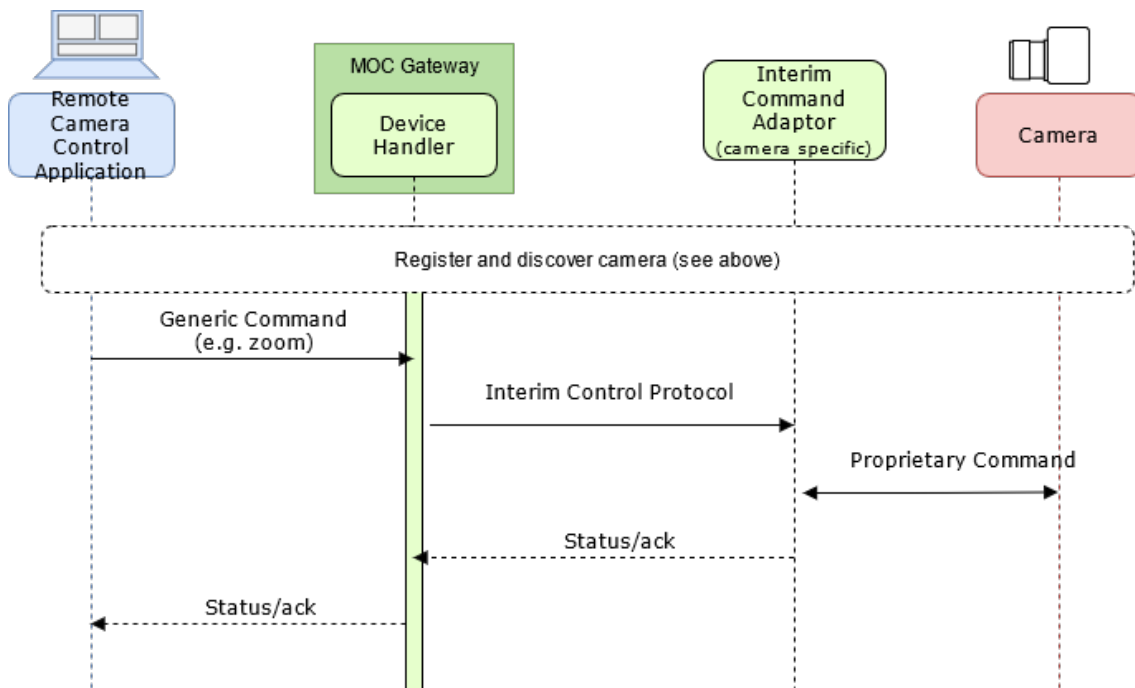 Remote
Camera
Control
Application
MOC Gateway
Device
Handler
Interim
Command
Adaptor
(camera specific)
Camera
Register and discover camera (see above)
Generic Command
(e.g. zoom)
Interim Control Protocol
Proprietary Command
Status/ack
Status/ack